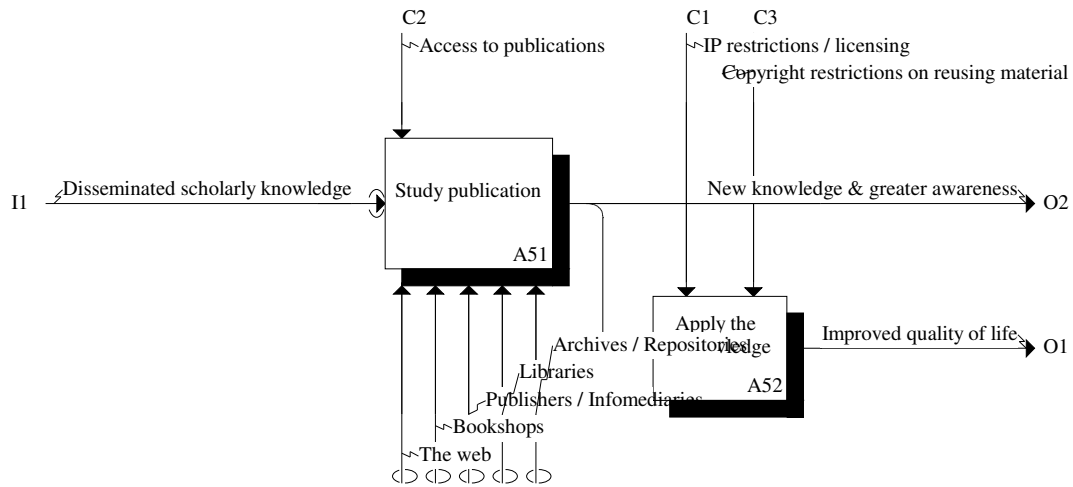 C2
C1
C3
Access to publications
IP restrictions / licensing
Copyright restrictions on reusing material
I1
Disseminated scholarly knowledge
Study publication
A51
New knowledge & greater awareness
O2
Apply the
Improved quality of life
O1
A52
Archives / Repositories
Libraries
Publishers / Infomediaries
Bookshops
The web